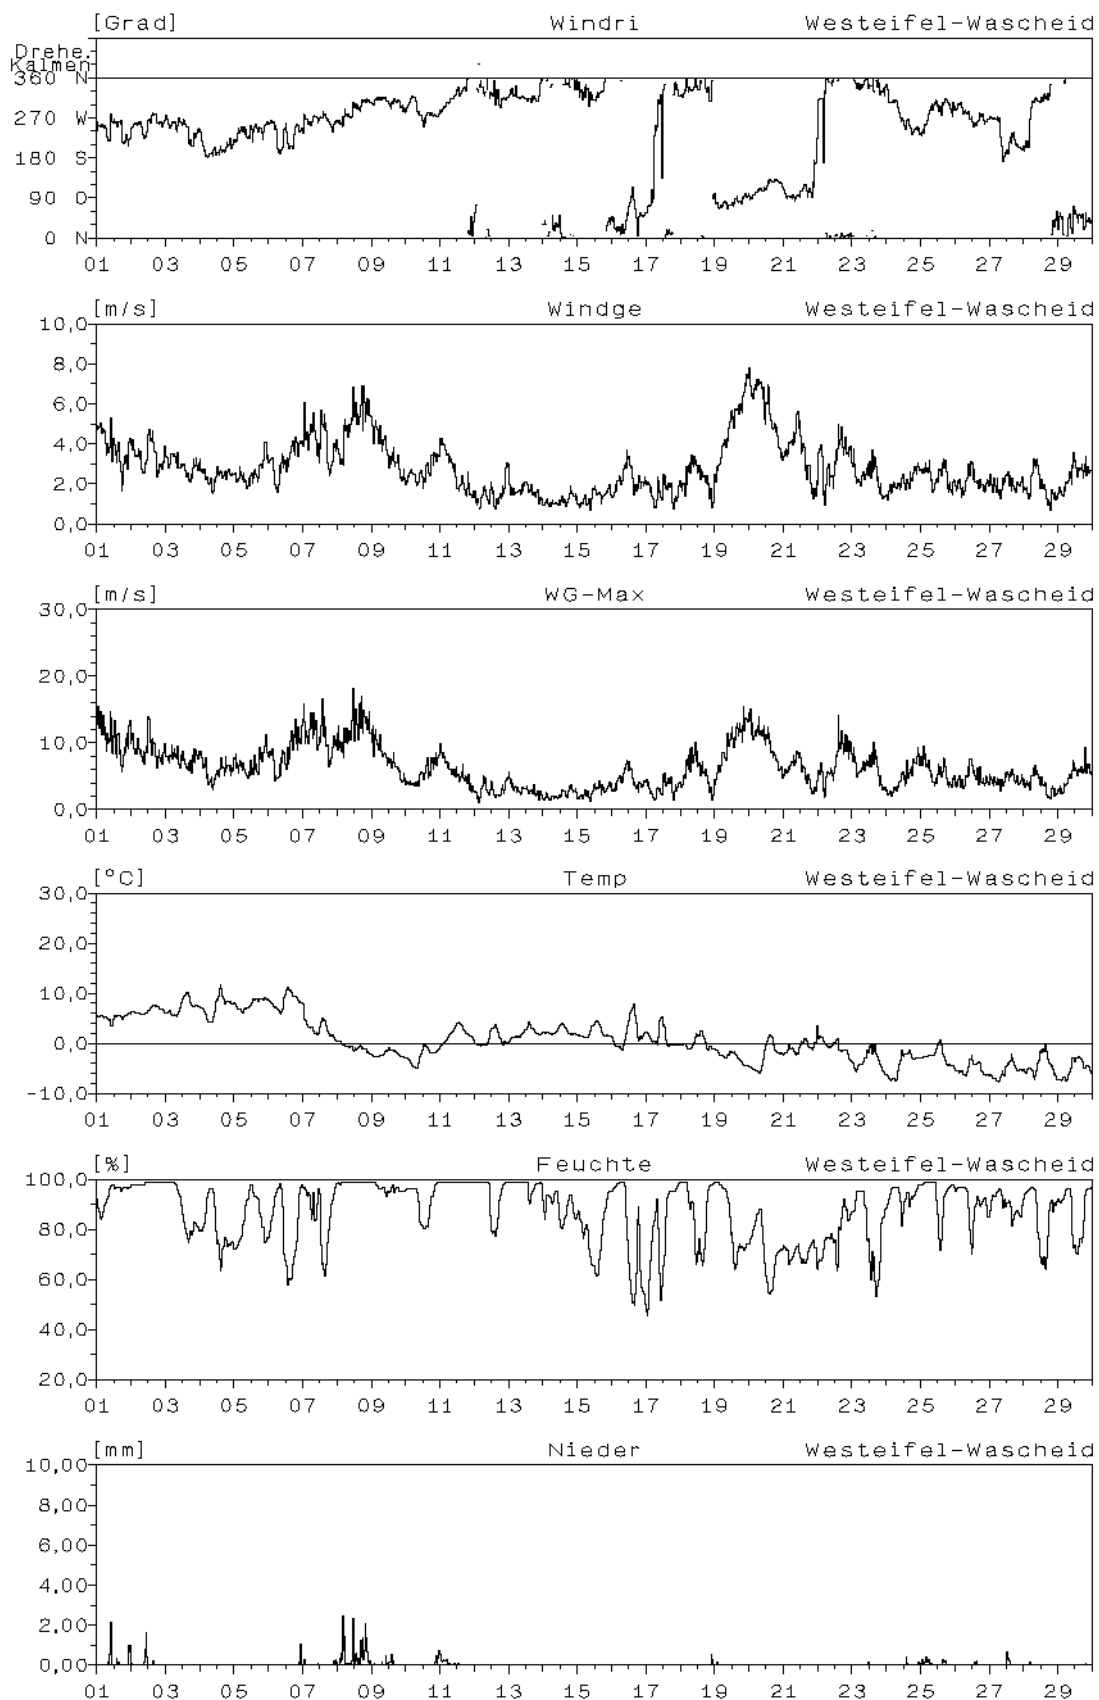 [Grad] Windri Westeifel-Wascheid
Drehe.
Kalmen
360 N
270 W
180 S
90 O
0 N
01 03 05 07 09 11 13 15 17 19 21 23 25 27 29
[m/s] Windge Westeifel-Wascheid
10,0
8,0
6,0
4,0
2,0
0,0
01 03 05 07 09 11 13 15 17 19 21 23 25 27 29
[m/s] WG-Max Westeifel-Wascheid
30,0
20,0
10,0
0,0
01 03 05 07 09 11 13 15 17 19 21 23 25 27 29
[°C] Temp Westeifel-Wascheid
30,0
20,0
10,0
0,0
-10,0
01 03 05 07 09 11 13 15 17 19 21 23 25 27 29
[%] Feuchte Westeifel-Wascheid
100,0
80,0
60,0
40,0
20,0
01 03 05 07 09 11 13 15 17 19 21 23 25 27 29
[mm] Nieder Westeifel-Wascheid
10,00
8,00
6,00
4,00
2,00
0,00
01 03 05 07 09 11 13 15 17 19 21 23 25 27 29